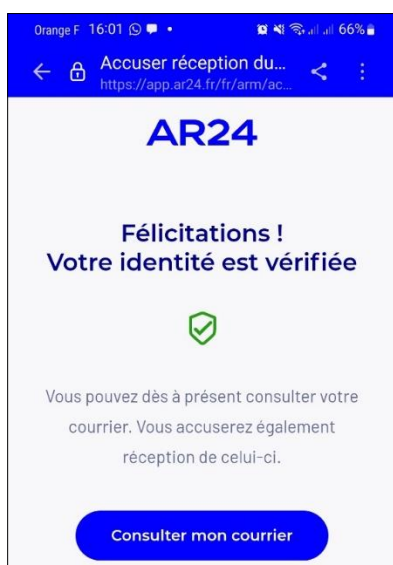 Orange F 16:01 66%
Accuser réception du...
https://app.ar24.fr/fr/arm/ac...
AR24
Félicitations !
Votre identité est vérifiée
Vous pouvez dès à présent consulter votre
courrier. Vous accuserez également
réception de celui-ci.
Consulter mon courrier